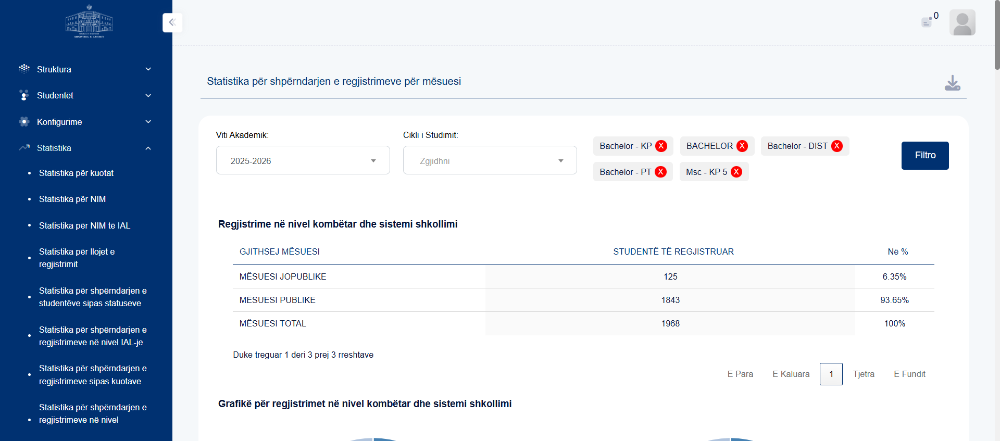 MINISTRIA E ARSIMIT
Struktura
Studentët
Konfigurime
Statistika
Statistika për kuotat
Statistika për NIM
Statistika për NIM të IAL
Statistika për llojet e
regjistrimit
Statistika për shpërndarjen e
studentëve sipas statuseve
Statistika për shpërndarjen e
regjistrimeve në nivel IAL-je
Statistika për shpërndarjen e
regjistrimeve sipas kuotave
Statistika për shpërndarjen e
regjistrimeve në nivel
0
Statistika për shpërndarjen e regjistrimeve për mësuesi
Viti Akademik:
2025-2026
Cikli i Studimit:
Zgjidhni
Bachelor - KP X
BACHELOR X
Bachelor - DIST X
Bachelor - PT X
Msc - KP 5 X
Filtro
Regjistrime në nivel kombëtar dhe sistemi shkollimi
GJITHSEJ MËSUESI STUDENTË TË REGJISTRUAR Në %
MËSUESI JOPUBLIKE 125 6.35%
MËSUESI PUBLIKE 1843 93.65%
MËSUESI TOTAL 1968 100%
Duke treguar 1 deri 3 prej 3 rreshtave
E Para E Kaluara 1 Tjetra E Fundit
Grafikë për regjistrimet në nivel kombëtar dhe sistemi shkollimi